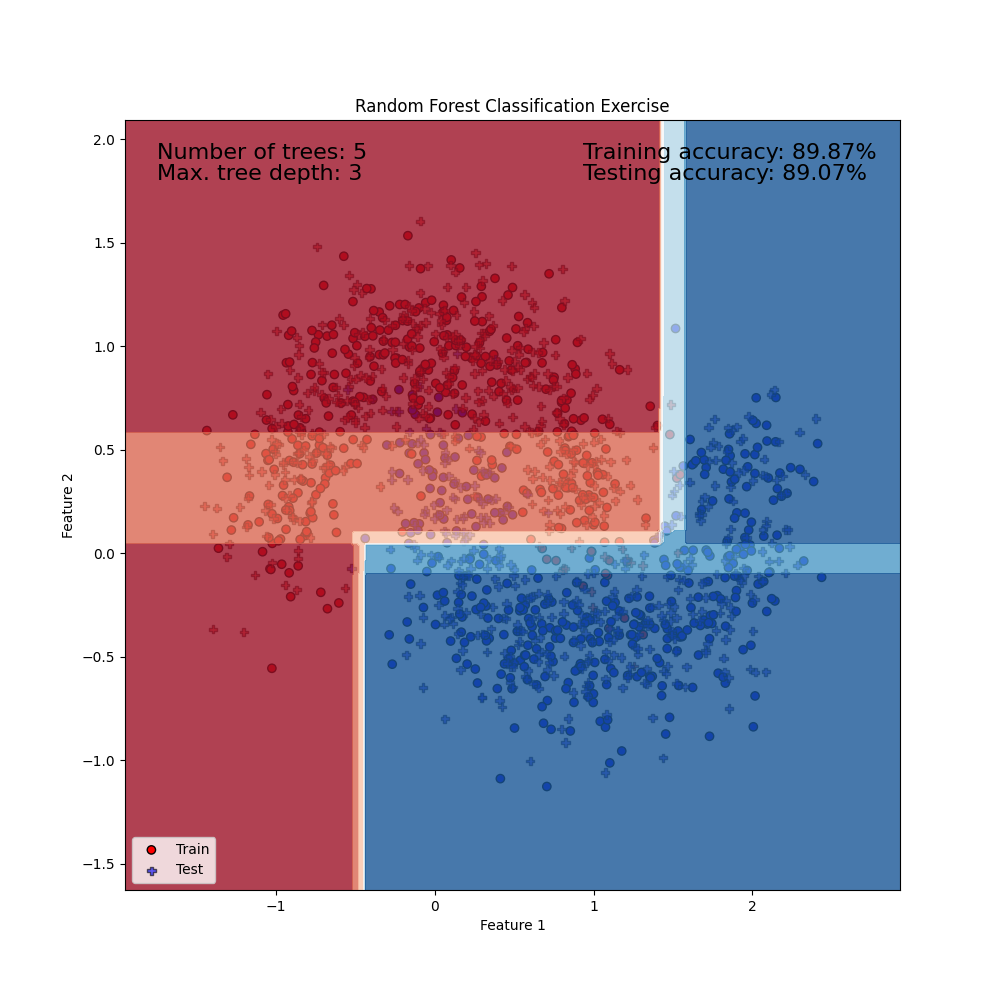 Random Forest Classification Exercise
Number of trees: 5
Max. tree depth: 3
Training accuracy: 89.87%
Testing accuracy: 89.07%
2.0
1.5
1.0
0.5
0.0
−0.5
−1.0
−1.5
Feature 2
Train
Test
−1
0
1
2
Feature 1